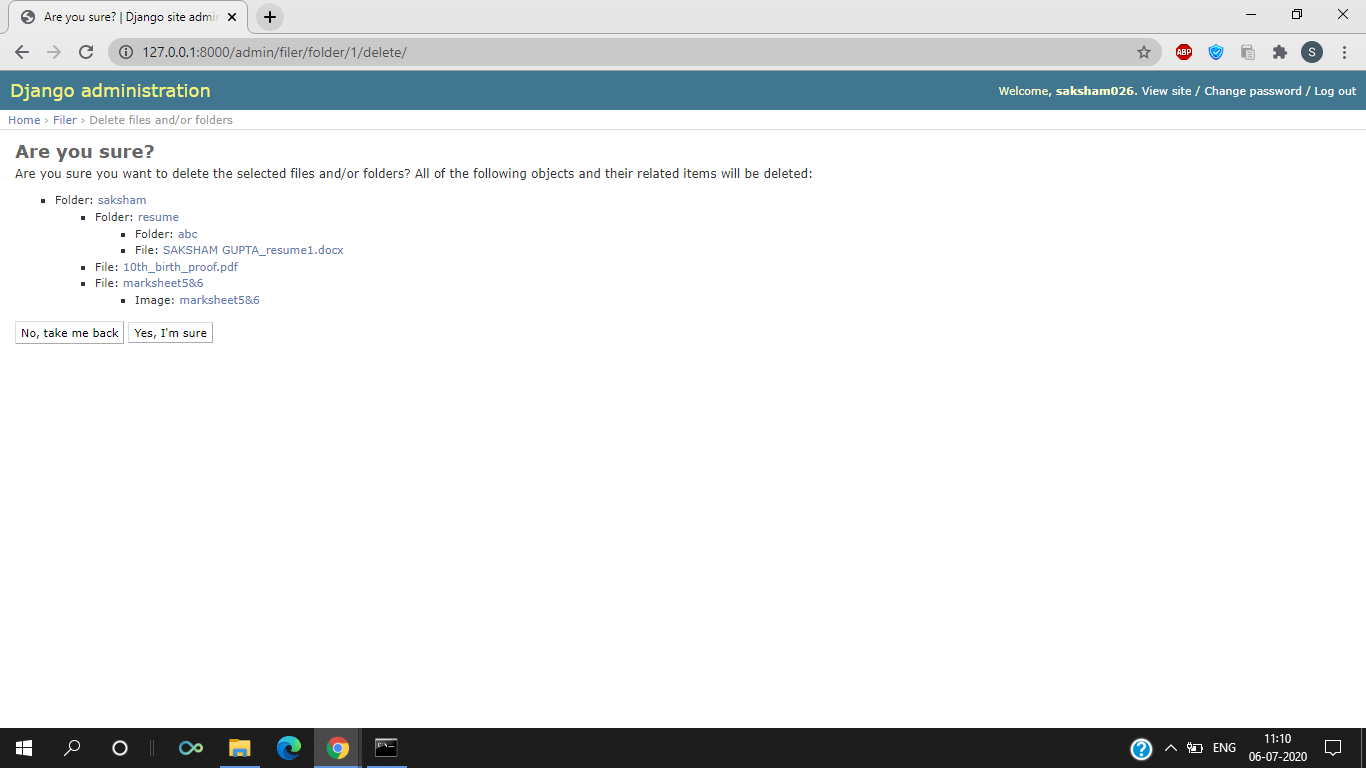 Are you sure? | Django site admi
127.0.0.1:8000/admin/filer/folder/1/delete/
ABP
S
Django administration
Welcome, saksham026. View site / Change password / Log out
Home › Filer › Delete files and/or folders
Are you sure?
Are you sure you want to delete the selected files and/or folders? All of the following objects and their related items will be deleted:
Folder: saksham
Folder: resume
Folder: abc
File: SAKSHAM GUPTA_resume1.docx
File: 10th_birth_proof.pdf
File: marksheet5&6
Image: marksheet5&6
No, take me back Yes, I'm sure
ENG
11:10
06-07-2020